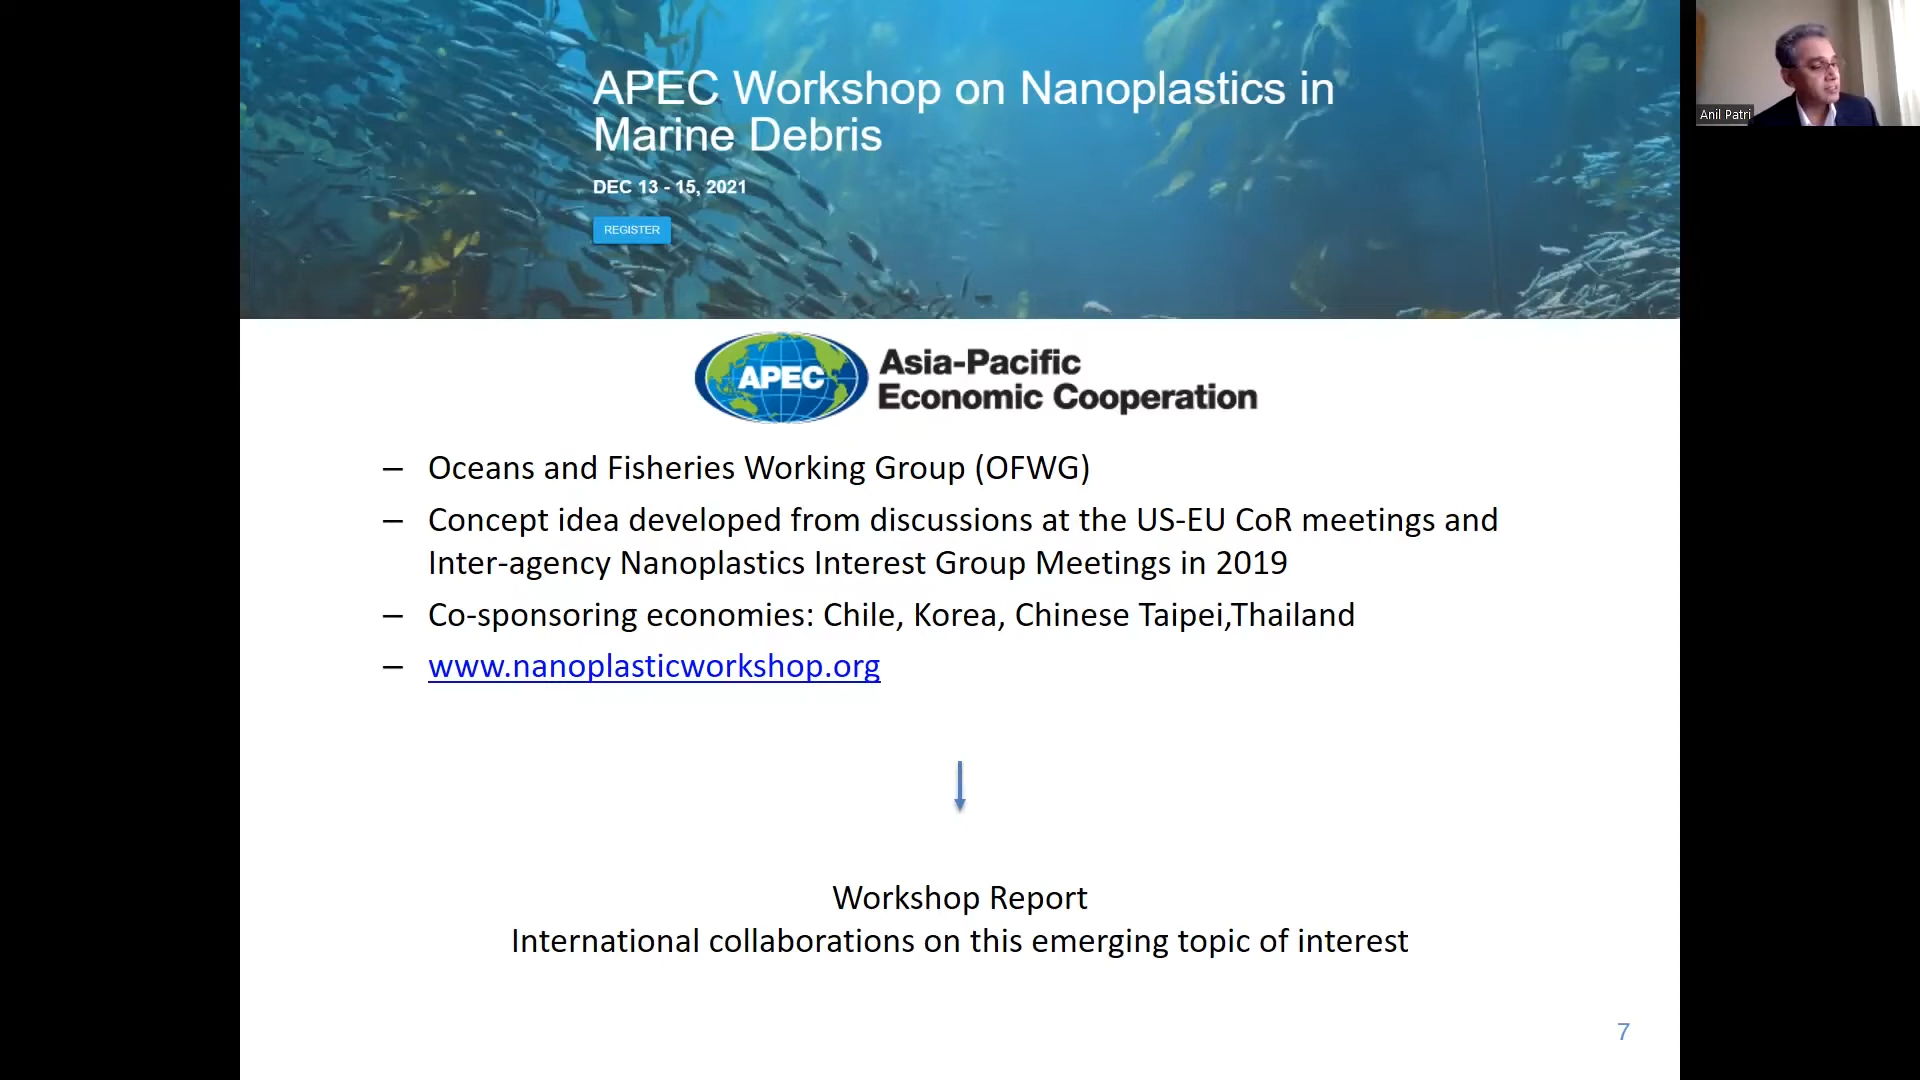 APEC Workshop on Nanoplastics in
Marine Debris
DEC 13 - 15, 2021
REGISTER
Anil Patri
APEC
Asia-Pacific
Economic Cooperation
– Oceans and Fisheries Working Group (OFWG)
– Concept idea developed from discussions at the US-EU CoR meetings and
Inter-agency Nanoplastics Interest Group Meetings in 2019
– Co-sponsoring economies: Chile, Korea, Chinese Taipei,Thailand
– www.nanoplasticworkshop.org
Workshop Report
International collaborations on this emerging topic of interest
7